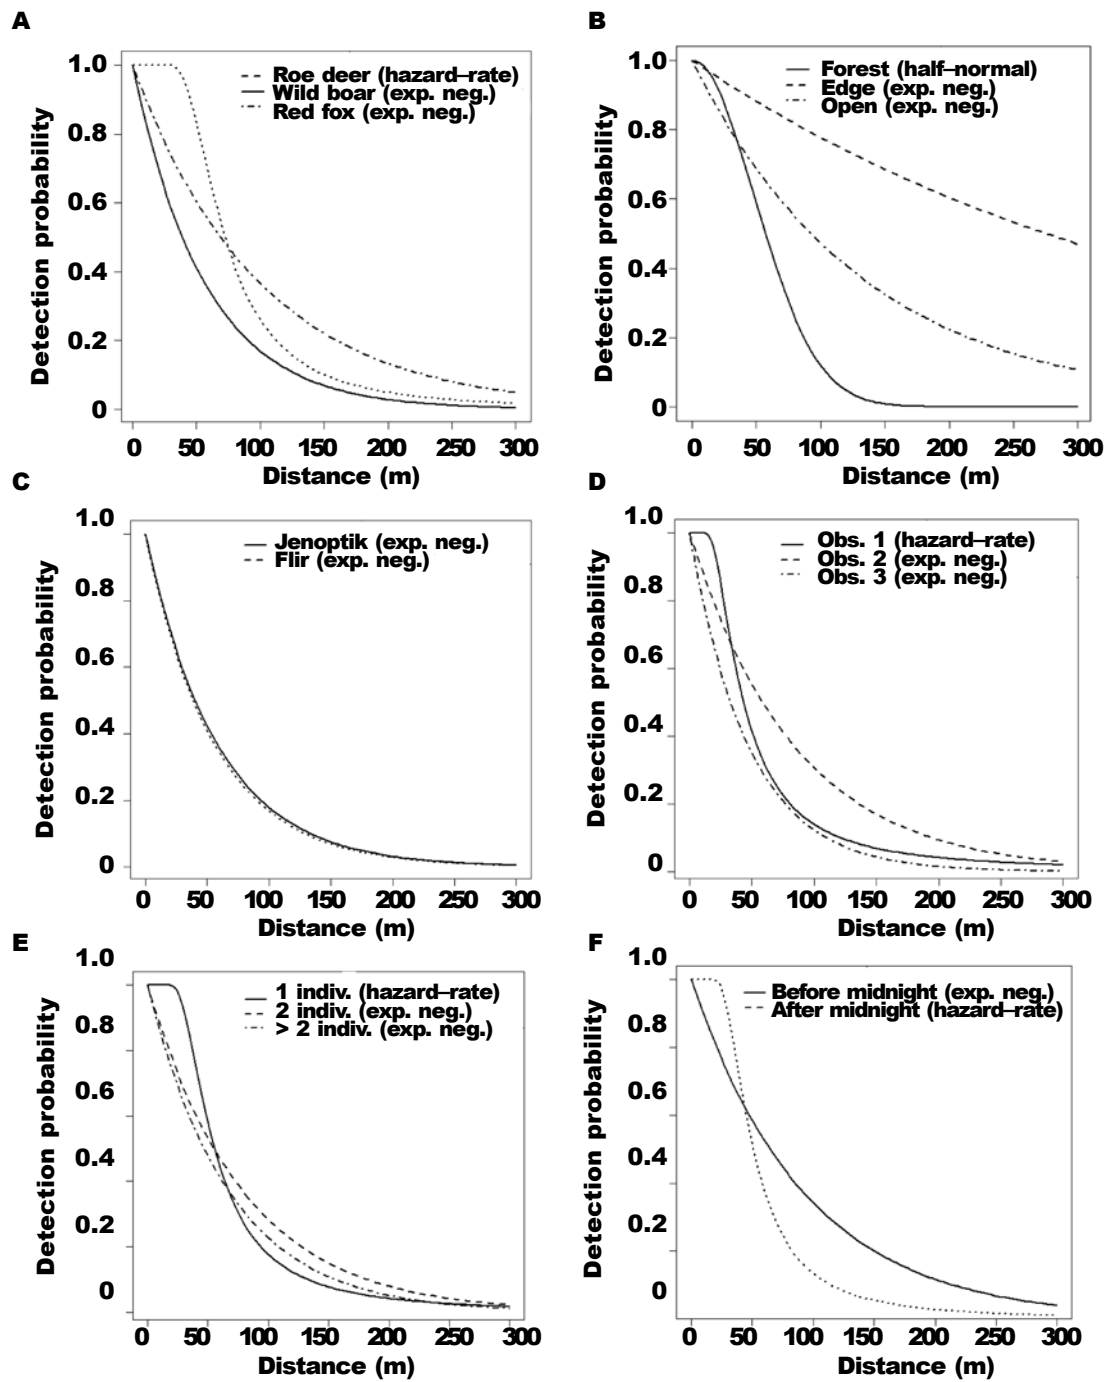 A
1.0
0.8
0.6
0.4
0.2
0
Detection probability
Roe deer (hazard–rate)
Wild boar (exp. neg.)
Red fox (exp. neg.)
0 50 100 150 200 250 300
Distance (m)
B
1.0
0.8
0.6
0.4
0.2
0
Detection probability
Forest (half–normal)
Edge (exp. neg.)
Open (exp. neg.)
0 50 100 150 200 250 300
Distance (m)
C
1.0
0.8
0.6
0.4
0.2
0
Detection probability
Jenoptik (exp. neg.)
Flir (exp. neg.)
0 50 100 150 200 250 300
Distance (m)
D
1.0
0.8
0.6
0.4
0.2
0
Detection probability
Obs. 1 (hazard–rate)
Obs. 2 (exp. neg.)
Obs. 3 (exp. neg.)
0 50 100 150 200 250 300
Distance (m)
E
1.0
0.8
0.6
0.4
0.2
0
Detection probability
1 indiv. (hazard–rate)
2 indiv. (exp. neg.)
> 2 indiv. (exp. neg.)
0 50 100 150 200 250 300
Distance (m)
F
1.0
0.8
0.6
0.4
0.2
0
Detection probability
Before midnight (exp. neg.)
After midnight (hazard–rate)
0 50 100 150 200 250 300
Distance (m)